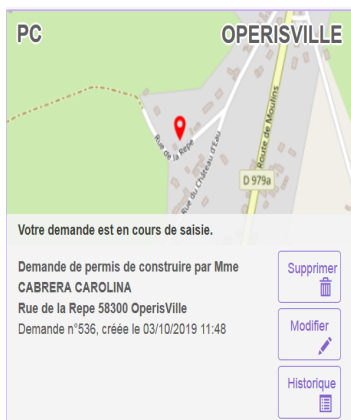 PC OPERISVILLE
Rue de la Repe
Rue du Château d'Eau
Route de Moulins
D 979a
Votre demande est en cours de saisie.
Demande de permis de construire par Mme
CABRERA CAROLINA
Rue de la Repe 58300 OperisVille
Demande n°536, créée le 03/10/2019 11:48
Supprimer
Modifier
Historique